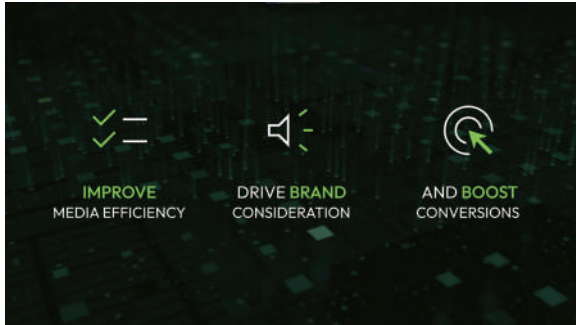 IMPROVE
MEDIA EFFICIENCY
DRIVE BRAND
CONSIDERATION
AND BOOST
CONVERSIONS